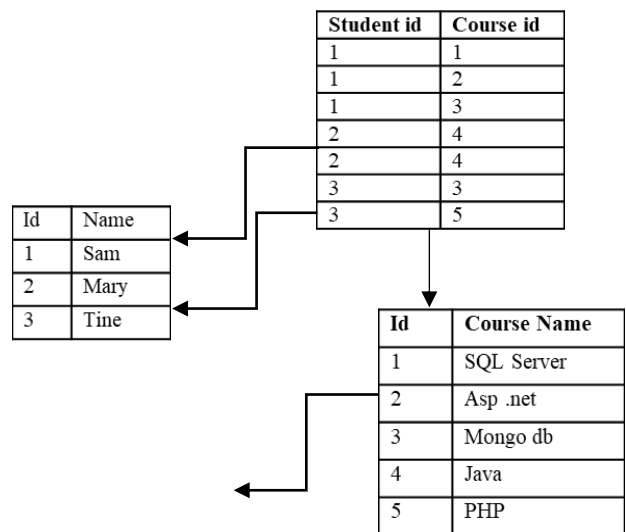 Student id Course id
1 1
1 2
1 3
2 4
2 4
3 3
3 5
Id Name
1 Sam
2 Mary
3 Tine
Id Course Name
1 SQL Server
2 Asp .net
3 Mongo db
4 Java
5 PHP